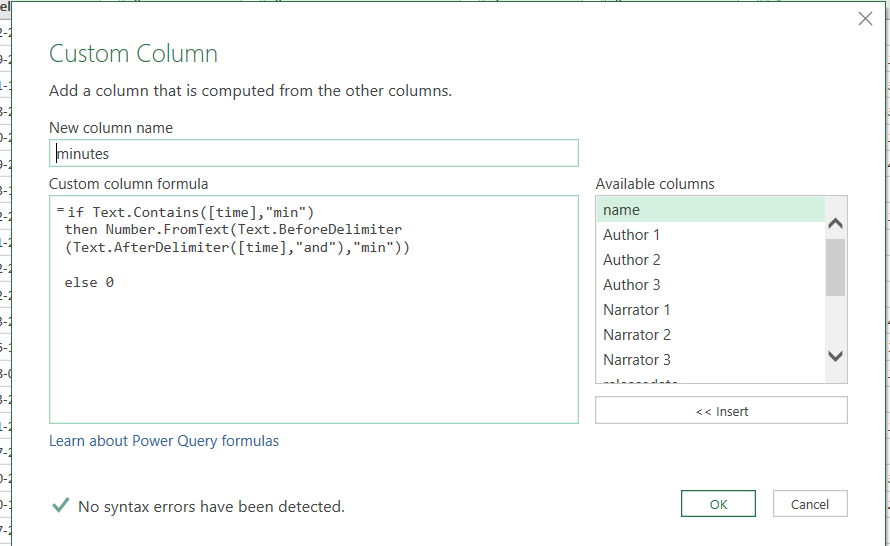 Custom Column
Add a column that is computed from the other columns.
New column name
minutes
Custom column formula
= if Text.Contains([time],"min")
then Number.FromText(Text.BeforeDelimiter
(Text.AfterDelimiter([time],"and"),"min"))
else 0
Available columns
name
Author 1
Author 2
Author 3
Narrator 1
Narrator 2
Narrator 3
<< Insert
Learn about Power Query formulas
No syntax errors have been detected.
OK
Cancel